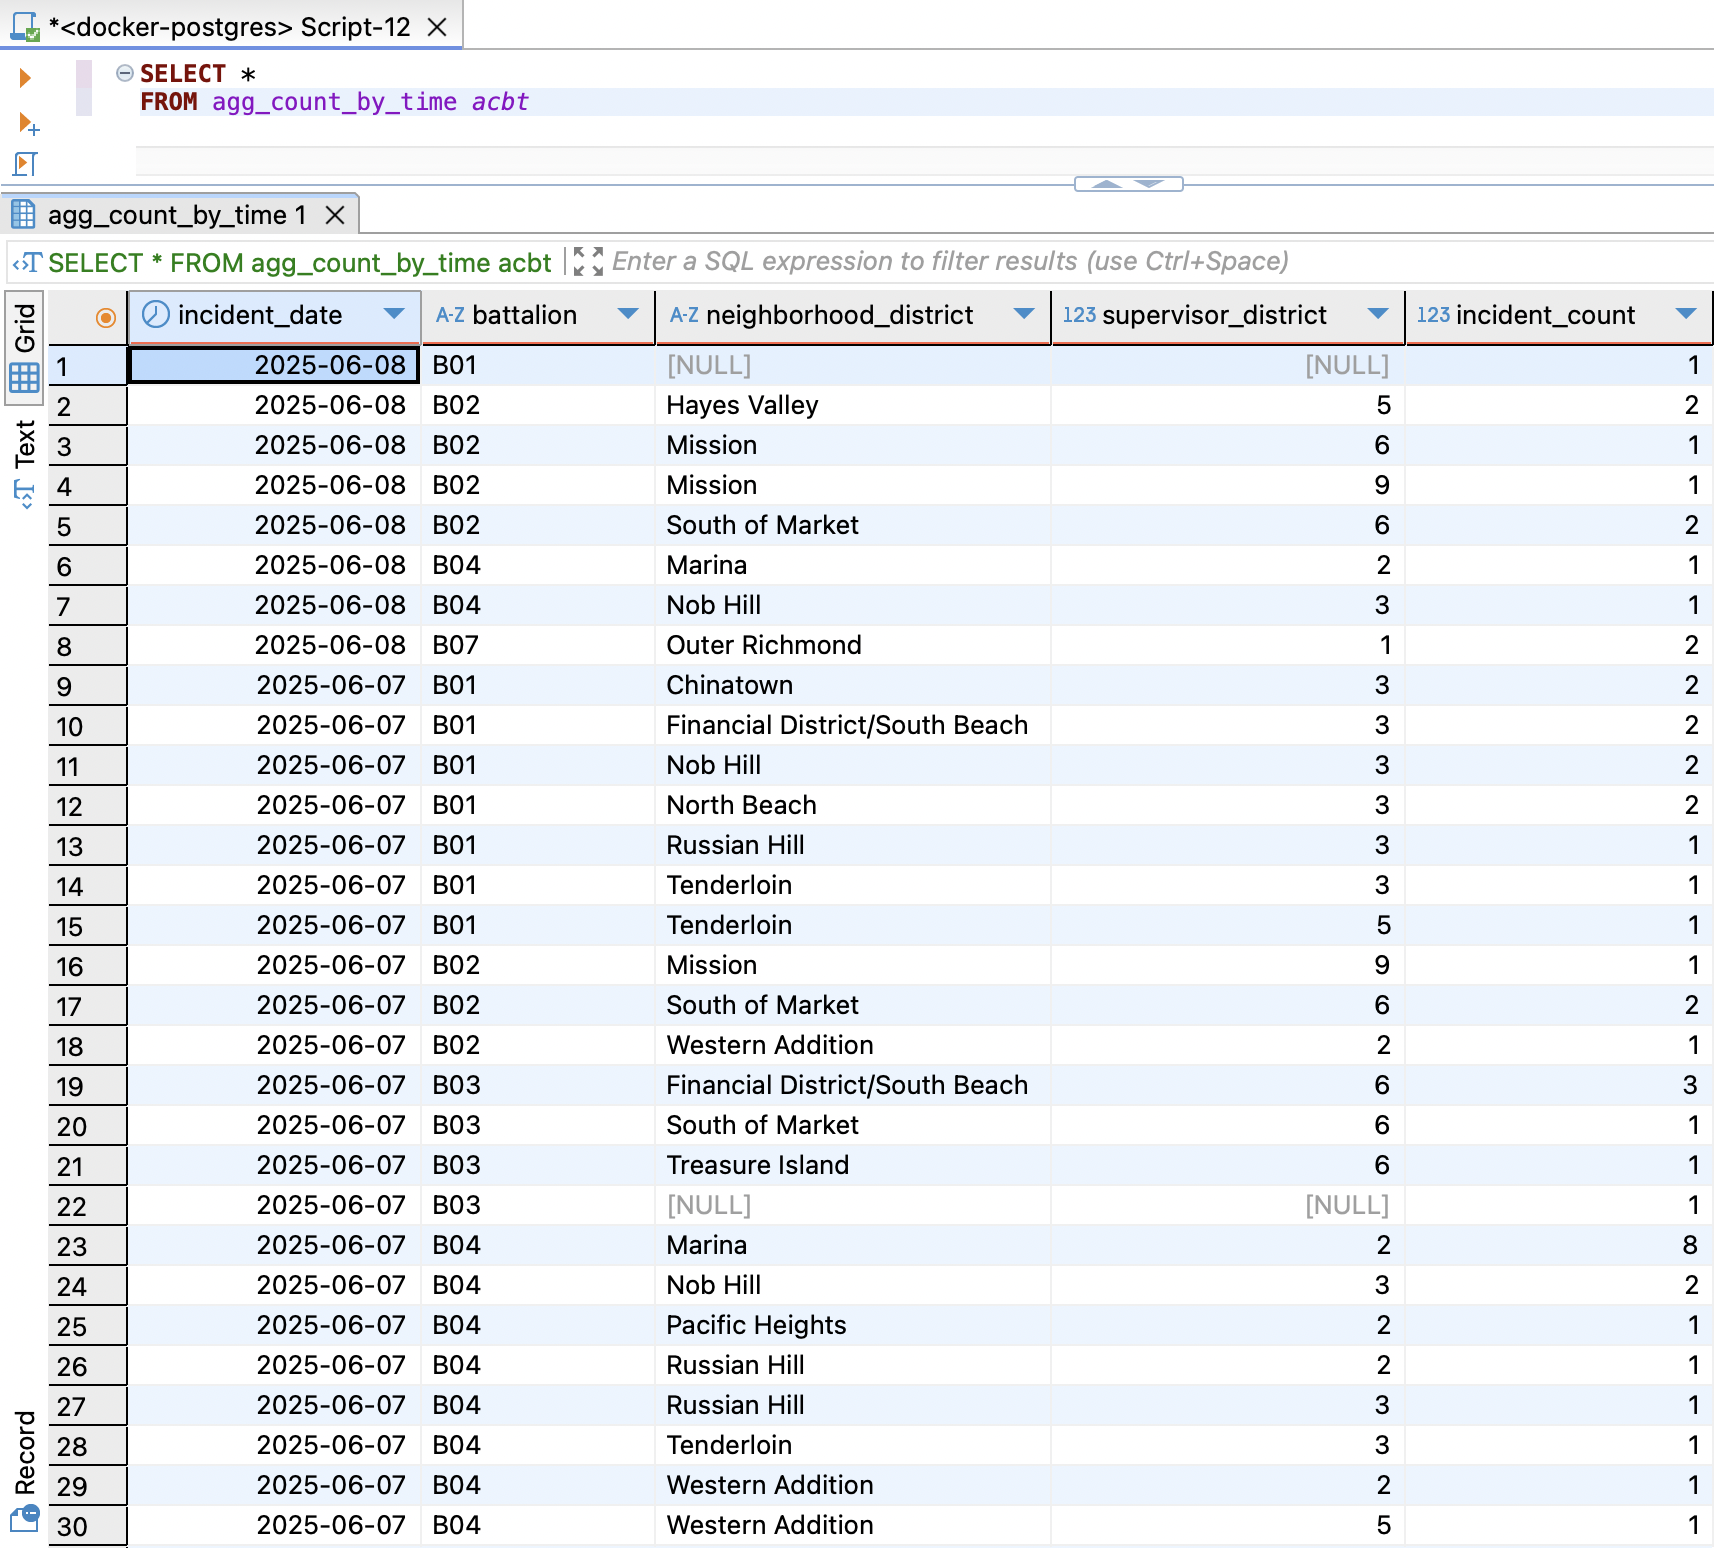 *<docker-postgres> Script-12
SELECT *
FROM agg_count_by_time acbt
agg_count_by_time 1
SELECT * FROM agg_count_by_time acbt Enter a SQL expression to filter results (use Ctrl+Space)
Grid
Text
Record
incident_date A-Z battalion A-Z neighborhood_district 123 supervisor_district 123 incident_count
1 2025-06-08 B01 [NULL] [NULL] 1
2 2025-06-08 B02 Hayes Valley 5 2
3 2025-06-08 B02 Mission 6 1
4 2025-06-08 B02 Mission 9 1
5 2025-06-08 B02 South of Market 6 2
6 2025-06-08 B04 Marina 2 1
7 2025-06-08 B04 Nob Hill 3 1
8 2025-06-08 B07 Outer Richmond 1 2
9 2025-06-07 B01 Chinatown 3 2
10 2025-06-07 B01 Financial District/South Beach 3 2
11 2025-06-07 B01 Nob Hill 3 2
12 2025-06-07 B01 North Beach 3 2
13 2025-06-07 B01 Russian Hill 3 1
14 2025-06-07 B01 Tenderloin 3 1
15 2025-06-07 B01 Tenderloin 5 1
16 2025-06-07 B02 Mission 9 1
17 2025-06-07 B02 South of Market 6 2
18 2025-06-07 B02 Western Addition 2 1
19 2025-06-07 B03 Financial District/South Beach 6 3
20 2025-06-07 B03 South of Market 6 1
21 2025-06-07 B03 Treasure Island 6 1
22 2025-06-07 B03 [NULL] [NULL] 1
23 2025-06-07 B04 Marina 2 8
24 2025-06-07 B04 Nob Hill 3 2
25 2025-06-07 B04 Pacific Heights 2 1
26 2025-06-07 B04 Russian Hill 2 1
27 2025-06-07 B04 Russian Hill 3 1
28 2025-06-07 B04 Tenderloin 3 1
29 2025-06-07 B04 Western Addition 2 1
30 2025-06-07 B04 Western Addition 5 1